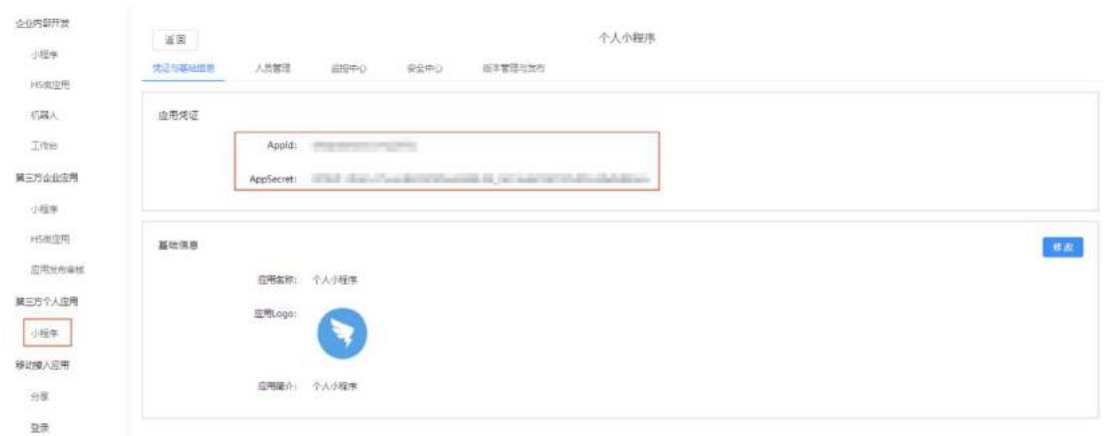 企业内部开发
小程序
H5微应用
机器人
工作台
第三方企业应用
小程序
H5微应用
应用发布审核
第三方个人应用
小程序
移动接入应用
分享
登录
返回
个人小程序
凭证与基础信息
人员管理
监控中心
安全中心
版本管理与发布
应用凭证
AppId:
AppSecret:
基础信息
修改
应用名称: 个人小程序
应用Logo:
应用简介: 个人小程序